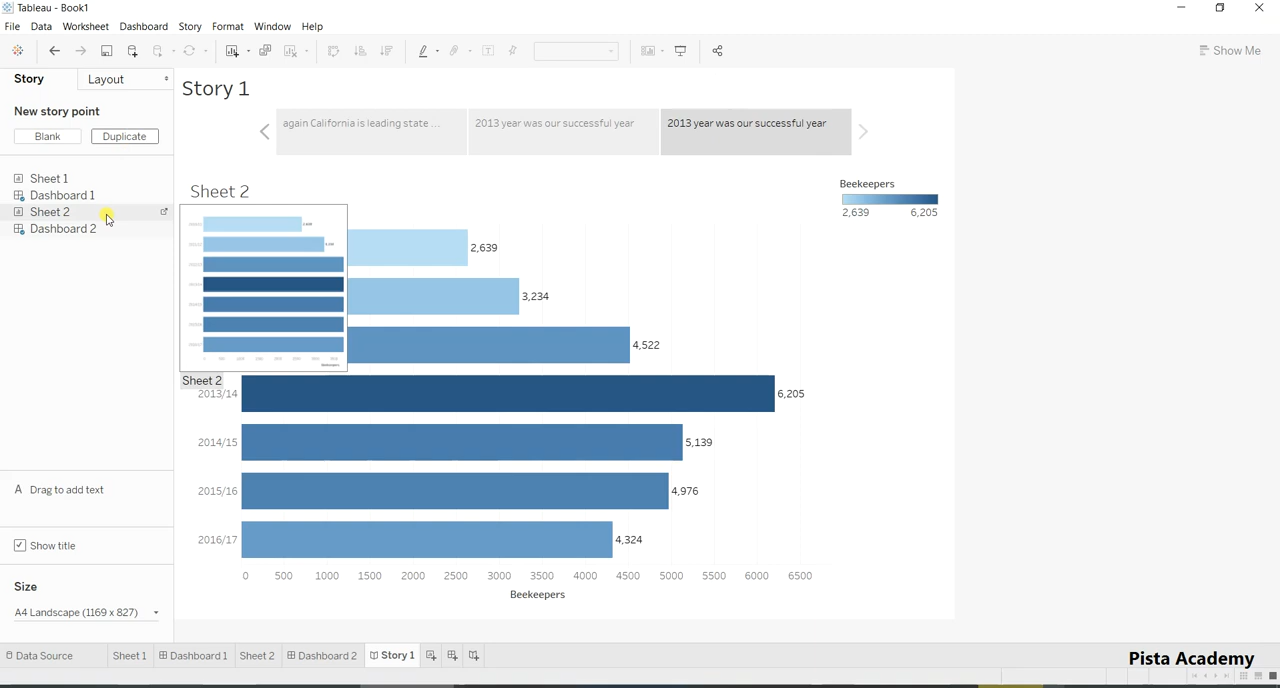 Tableau - Book1
File Data Worksheet Dashboard Story Format Window Help
Show Me
Story Layout
New story point
Blank Duplicate
Sheet 1
Dashboard 1
Sheet 2
Dashboard 2
A Drag to add text
Show title
Size
A4 Landscape (1169 x 827)
Story 1
again California is leading state ...
2013 year was our successful year
2013 year was our successful year
Sheet 2
Beekeepers
2,639 6,205
2,639
3,234
4,522
Sheet 2
2013/14 6,205
2014/15 5,139
2015/16 4,976
2016/17 4,324
0 500 1000 1500 2000 2500 3000 3500 4000 4500 5000 5500 6000 6500
Beekeepers
Data Source Sheet 1 Dashboard 1 Sheet 2 Dashboard 2 Story 1
Pista Academy